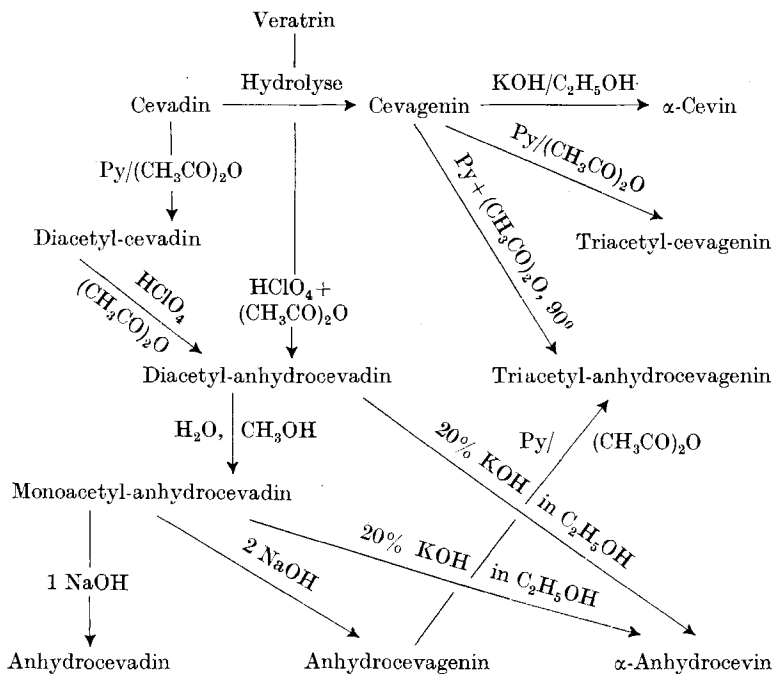 Veratrin
Hydrolyse
KOH/C₂H₅OH
Cevadin
Cevagenin
α-Cevin
Py/(CH₃CO)₂O
Py/(CH₃CO)₂O
Py+(CH₃CO)₂O, 90°
Diacetyl-cevadin
Triacetyl-cevagenin
HClO₄
(CH₃CO)₂O
HClO₄+
(CH₃CO)₂O
Diacetyl-anhydrocevadin
Triacetyl-anhydrocevagenin
H₂O, CH₃OH
Py/ (CH₃CO)₂O
20% KOH in C₂H₅OH
Monoacetyl-anhydrocevadin
20% KOH in C₂H₅OH
2 NaOH
1 NaOH
Anhydrocevadin
Anhydrocevagenin
α-Anhydrocevin